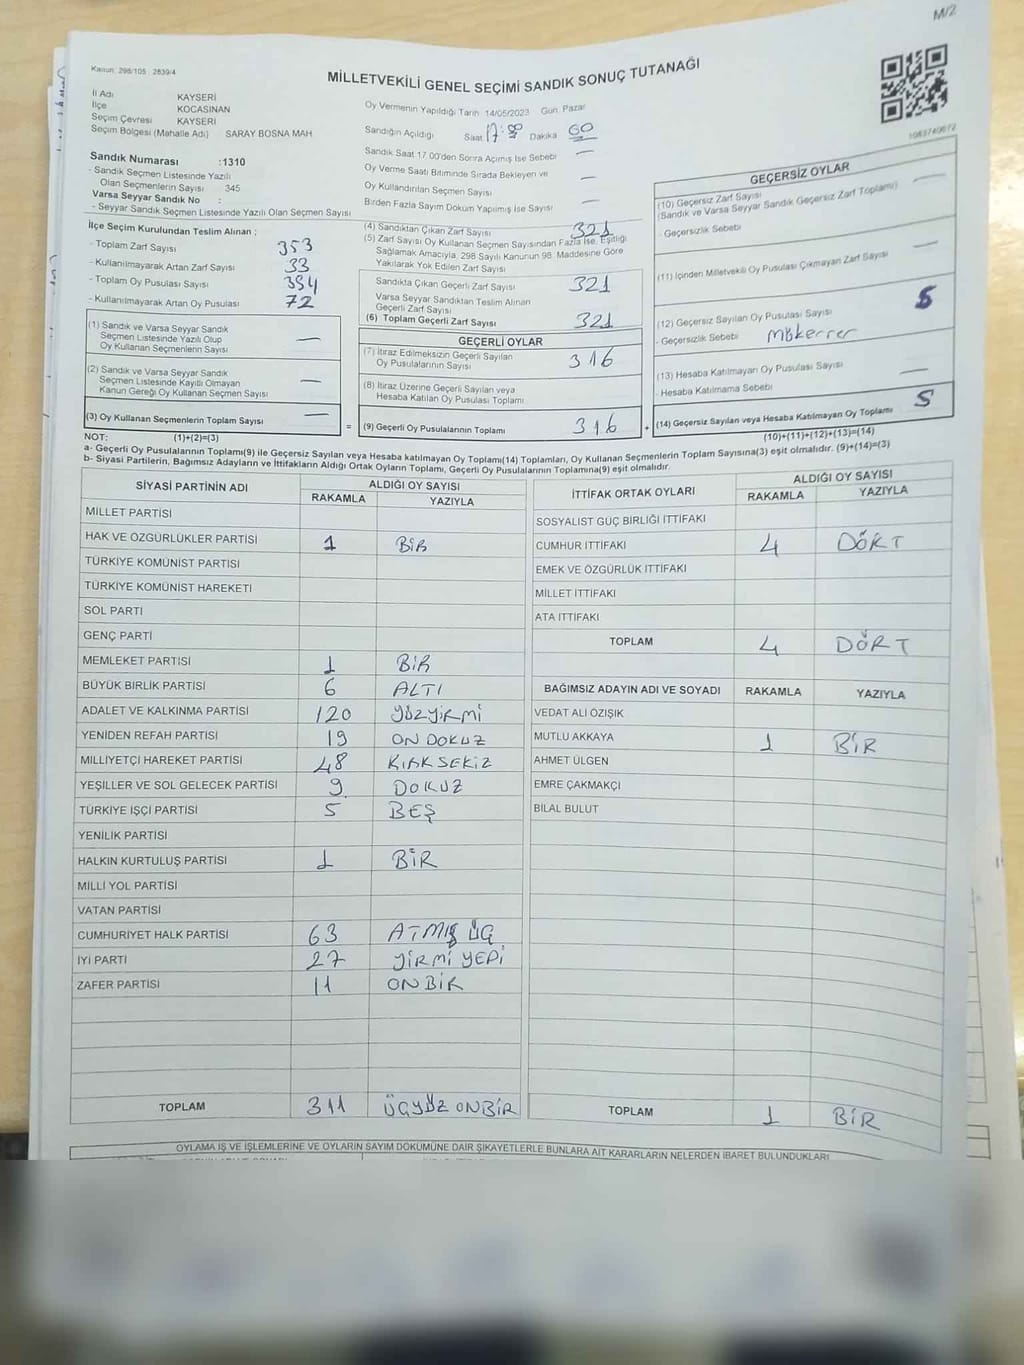 M/2
Kanun: 298/105 2839/4
MİLLETVEKİLİ GENEL SEÇİMİ SANDIK SONUÇ TUTANAĞI
İl Adı KAYSERİ
İlçe KOCASİNAN
Seçim Çevresi KAYSERİ
Seçim Bölgesi (Mahalle Adı) SARAY BOSNA MAH
Sandık Numarası :1310
- Sandık Seçmen Listesinde Yazılı
Olan Seçmenlerin Sayısı 345
Varsa Seyyar Sandık No :
- Seyyar Sandık Seçmen Listesinde Yazılı Olan Seçmen Sayısı
İlçe Seçim Kurulundan Teslim Alınan ;
- Toplam Zarf Sayısı 353
- Kullanılmayarak Artan Zarf Sayısı 33
- Toplam Oy Pusulası Sayısı 394
- Kullanılmayarak Artan Oy Pusulası 72
(1) Sandık ve Varsa Seyyar Sandık
Seçmen Listesinde Yazılı Olup
Oy Kullanan Seçmenlerin Sayısı —
(2) Sandık ve Varsa Seyyar Sandık
Seçmen Listesinde Kayıtlı Olmayan
Kanun Gereği Oy Kullanan Seçmen Sayısı —
(3) Oy Kullanan Seçmenlerin Toplam Sayısı —
Oy Vermenin Yapıldığı Tarih 14/05/2023 Gün: Pazar
Sandığın Açıldığı Saat 17:00 Dakika 00
Sandık Saat 17.00'den Sonra Açılmış İse Sebebi —
Oy Verme Saati Bitiminde Sırada Bekleyen ve
Oy Kullandırılan Seçmen Sayısı —
Birden Fazla Sayım Döküm Yapılmış İse Sayısı —
(4) Sandıktan Çıkan Zarf Sayısı 321
(5) Zarf Sayısı Oy Kullanan Seçmen Sayısından Fazla İse, Eşitliği
Sağlamak Amacıyla, 298 Sayılı Kanunun 98. Maddesine Göre
Yakılarak Yok Edilen Zarf Sayısı
Sandıkta Çıkan Geçerli Zarf Sayısı 321
Varsa Seyyar Sandıktan Teslim Alınan
Geçerli Zarf Sayısı
(6) Toplam Geçerli Zarf Sayısı 321
GEÇERLİ OYLAR
(7) İtiraz Edilmeksizin Geçerli Sayılan
Oy Pusulalarının Sayısı 316
(8) İtiraz Üzerine Geçerli Sayılan veya
Hesaba Katılan Oy Pusulası Toplamı
= (9) Geçerli Oy Pusulalarının Toplamı 316 +
1083740672
GEÇERSİZ OYLAR
(10) Geçersiz Zarf Sayısı
(Sandık ve Varsa Seyyar Sandık Geçersiz Zarf Toplamı) —
- Geçersizlik Sebebi
(11) İçinden Milletvekili Oy Pusulası Çıkmayan Zarf Sayısı —
(12) Geçersiz Sayılan Oy Pusulası Sayısı 5
- Geçersizlik Sebebi Mükerrer
(13) Hesaba Katılmayan Oy Pusulası Sayısı —
- Hesaba Katılmama Sebebi
(14) Geçersiz Sayılan veya Hesaba Katılmayan Oy Toplamı 5
NOT: (1)+(2)=(3) (10)+(11)+(12)+(13)=(14)
a- Geçerli Oy Pusulalarının Toplamı(9) ile Geçersiz Sayılan veya Hesaba katılmayan Oy Toplamı(14) Toplamları, Oy Kullanan Seçmenlerin Toplam Sayısına(3) eşit olmalıdır. (9)+(14)=(3)
b- Siyasi Partilerin, Bağımsız Adayların ve İttifakların Aldığı Ortak Oyların Toplamı, Geçerli Oy Pusulalarının Toplamına(9) eşit olmalıdır.
SİYASİ PARTİNİN ADI ALDIĞI OY SAYISI
RAKAMLA YAZIYLA
MİLLET PARTİSİ
HAK VE ÖZGÜRLÜKLER PARTİSİ 1 BİR
TÜRKİYE KOMÜNİST PARTİSİ
TÜRKİYE KOMÜNİST HAREKETİ
SOL PARTİ
GENÇ PARTİ
MEMLEKET PARTİSİ 1 BİR
BÜYÜK BİRLİK PARTİSİ 6 ALTI
ADALET VE KALKINMA PARTİSİ 120 YÜZYİRMİ
YENİDEN REFAH PARTİSİ 19 ON DOKUZ
MİLLİYETÇİ HAREKET PARTİSİ 48 KIRK SEKİZ
YEŞİLLER VE SOL GELECEK PARTİSİ 9 DOKUZ
TÜRKİYE İŞÇİ PARTİSİ 5 BEŞ
YENİLİK PARTİSİ
HALKIN KURTULUŞ PARTİSİ 1 BİR
MİLLİ YOL PARTİSİ
VATAN PARTİSİ
CUMHURİYET HALK PARTİSİ 63 ATMIŞ ÜÇ
İYİ PARTİ 27 YİRMİ YEDİ
ZAFER PARTİSİ 11 ONBİR
TOPLAM 311 ÜÇYÜZ ONBİR
İTTİFAK ORTAK OYLARI ALDIĞI OY SAYISI
RAKAMLA YAZIYLA
SOSYALİST GÜÇ BİRLİĞİ İTTİFAKI
CUMHUR İTTİFAKI 4 DÖRT
EMEK VE ÖZGÜRLÜK İTTİFAKI
MİLLET İTTİFAKI
ATA İTTİFAKI
TOPLAM 4 DÖRT
BAĞIMSIZ ADAYIN ADI VE SOYADI RAKAMLA YAZIYLA
VEDAT ALİ ÖZIŞIK
MUTLU AKKAYA 1 BİR
AHMET ÜLGEN
EMRE ÇAKMAKÇI
BİLAL BULUT
TOPLAM 1 BİR
OYLAMA İŞ VE İŞLEMLERİNE VE OYLARIN SAYIM DÖKÜMÜNE DAİR ŞİKAYETLERLE BUNLARA AİT KARARLARIN NELERDEN İBARET BULUNDUKLARI